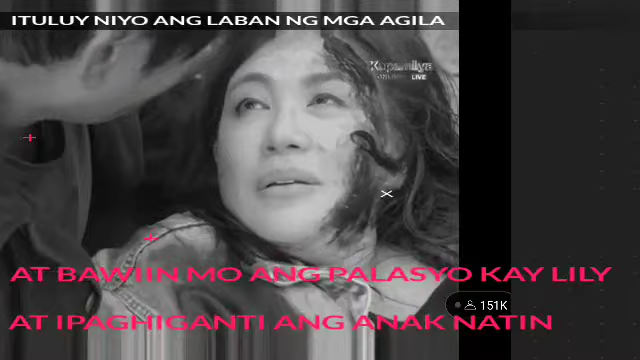 ITULUY NIYO ANG LABAN NG MGA AGILA
Kapamilya
LIVE
AT BAWIIN MO ANG PALASYO KAY LILY
151K
AT IPAGHIGANTI ANG ANAK NATIN